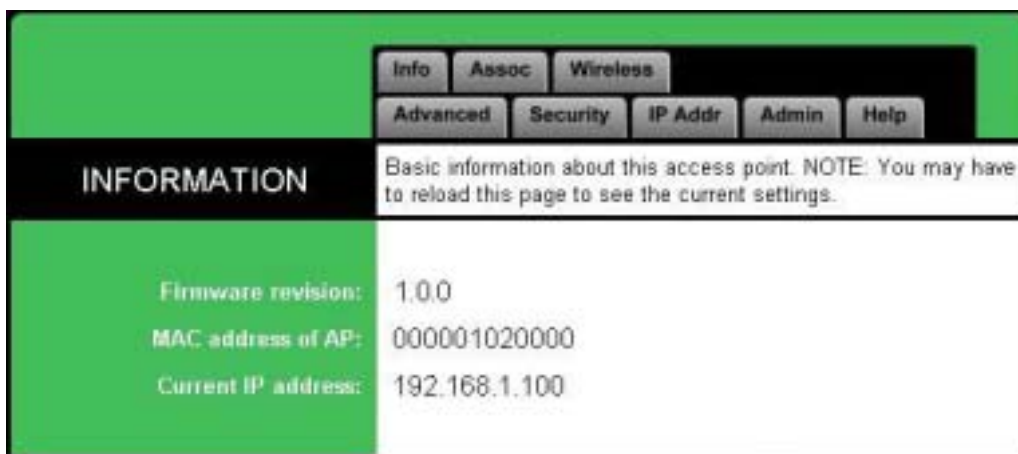 Info Assoc Wireless
Advanced Security IP Addr Admin Help
INFORMATION
Basic information about this access point. NOTE: You may have
to reload this page to see the current settings.
Firmware revision: 1.0.0
MAC address of AP: 000001020000
Current IP address: 192.168.1.100